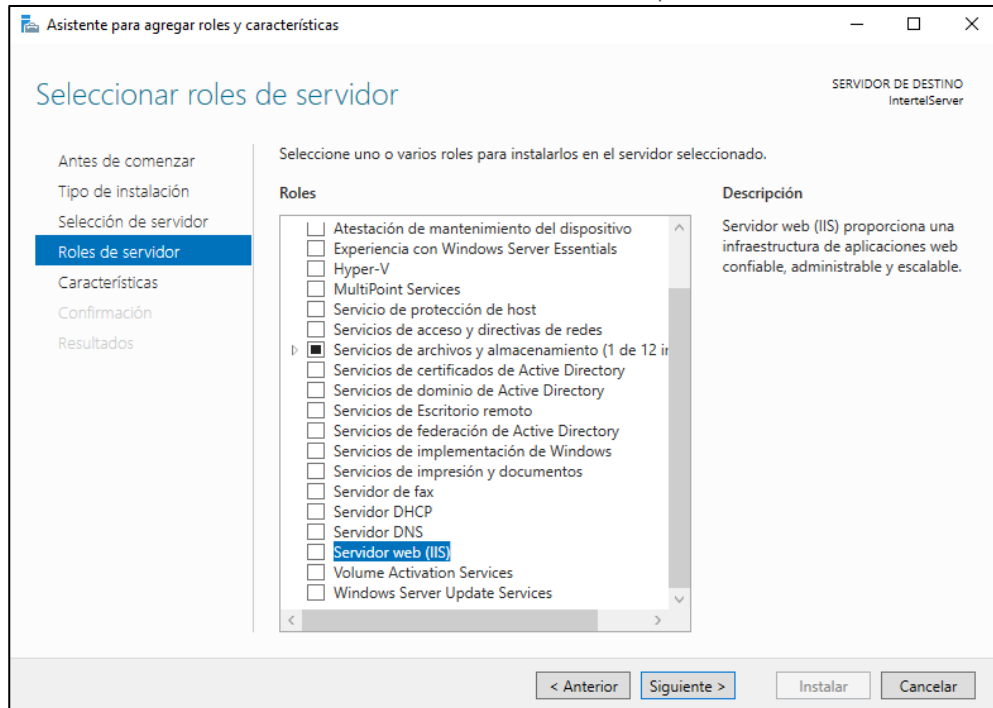 Asistente para agregar roles y características
Seleccionar roles de servidor
SERVIDOR DE DESTINO
IntertelServer
Antes de comenzar
Tipo de instalación
Selección de servidor
Roles de servidor
Características
Confirmación
Resultados
Seleccione uno o varios roles para instalarlos en el servidor seleccionado.
Roles
Atestación de mantenimiento del dispositivo
Experiencia con Windows Server Essentials
Hyper-V
MultiPoint Services
Servicio de protección de host
Servicios de acceso y directivas de redes
Servicios de archivos y almacenamiento (1 de 12 in
Servicios de certificados de Active Directory
Servicios de dominio de Active Directory
Servicios de Escritorio remoto
Servicios de federación de Active Directory
Servicios de implementación de Windows
Servicios de impresión y documentos
Servidor de fax
Servidor DHCP
Servidor DNS
Servidor web (IIS)
Volume Activation Services
Windows Server Update Services
Descripción
Servidor web (IIS) proporciona una
infraestructura de aplicaciones web
confiable, administrable y escalable.
< Anterior
Siguiente >
Instalar
Cancelar